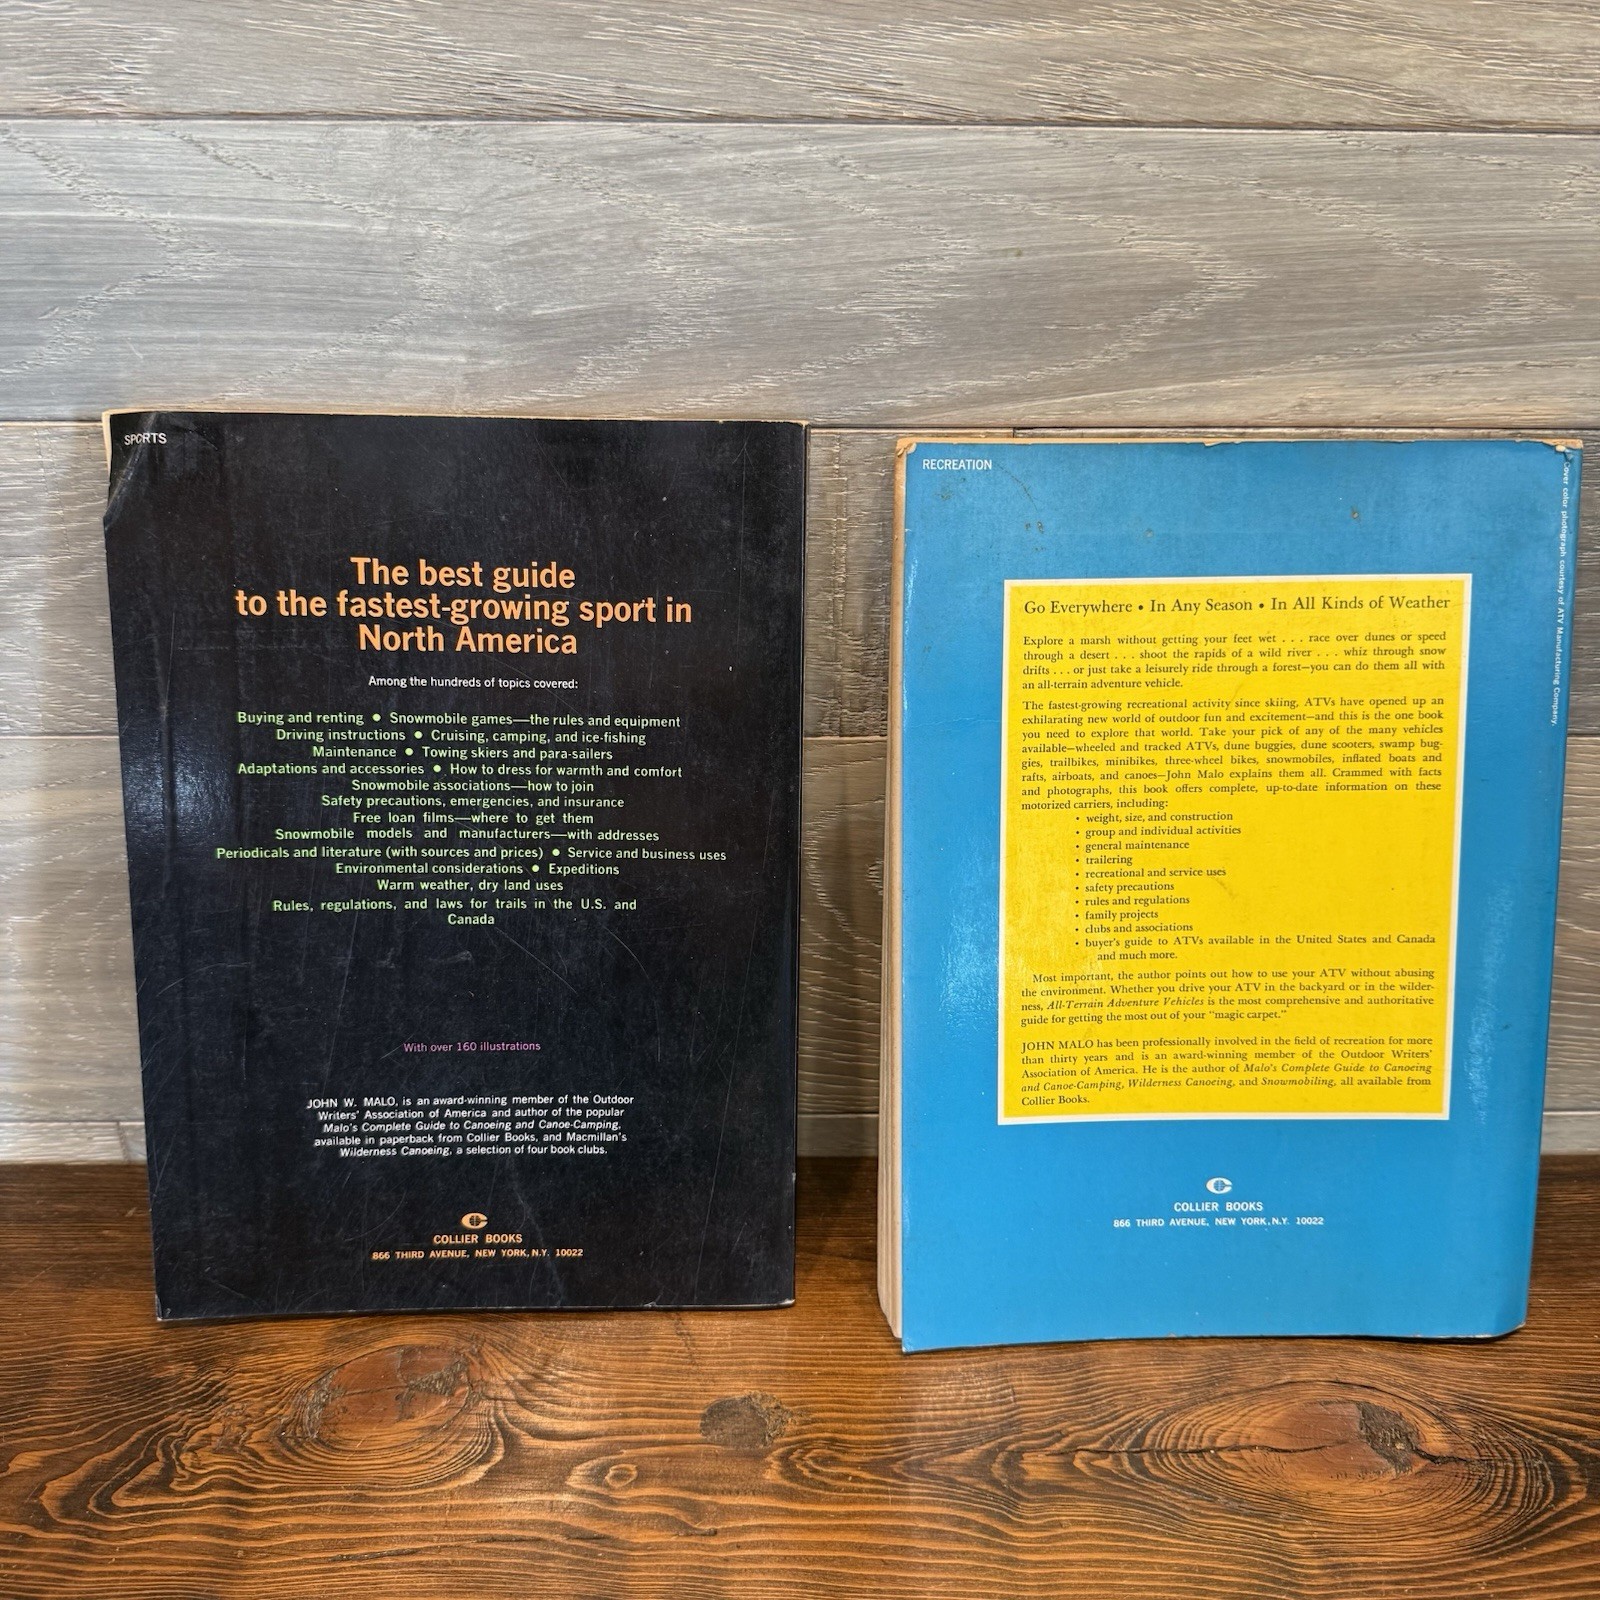 SPORTS
The best guide
to the fastest-growing sport in
North America
Among the hundreds of topics covered:
Buying and renting ● Snowmobile games—the rules and equipment
Driving instructions ● Cruising, camping, and ice-fishing
Maintenance ● Towing skiers and para-sailers
Adaptations and accessories ● How to dress for warmth and comfort
Snowmobile associations—how to join
Safety precautions, emergencies, and insurance
Free loan films—where to get them
Snowmobile models and manufacturers—with addresses
Periodicals and literature (with sources and prices) ● Service and business uses
Environmental considerations ● Expeditions
Warm weather, dry land uses
Rules, regulations, and laws for trails in the U.S. and
Canada
With over 160 illustrations
JOHN W. MALO, is an award-winning member of the Outdoor
Writers' Association of America and author of the popular
Malo's Complete Guide to Canoeing and Canoe-Camping,
available in paperback from Collier Books, and Macmillan's
Wilderness Canoeing, a selection of four book clubs.
COLLIER BOOKS
866 THIRD AVENUE, NEW YORK, N.Y. 10022
RECREATION
Cover color photograph courtesy of ATV Manufacturing Company.
Go Everywhere • In Any Season • In All Kinds of Weather
Explore a marsh without getting your feet wet . . . race over dunes or speed
through a desert . . . shoot the rapids of a wild river . . . whiz through snow
drifts . . . or just take a leisurely ride through a forest—you can do them all with
an all-terrain adventure vehicle.
The fastest-growing recreational activity since skiing, ATVs have opened up an
exhilarating new world of outdoor fun and excitement—and this is the one book
you need to explore that world. Take your pick of any of the many vehicles
available—wheeled and tracked ATVs, dune buggies, dune scooters, swamp bug-
gies, trailbikes, minibikes, three-wheel bikes, snowmobiles, inflated boats and
rafts, airboats, and canoes—John Malo explains them all. Crammed with facts
and photographs, this book offers complete, up-to-date information on these
motorized carriers, including:
• weight, size, and construction
• group and individual activities
• general maintenance
• trailering
• recreational and service uses
• safety precautions
• rules and regulations
• family projects
• clubs and associations
• buyer's guide to ATVs available in the United States and Canada
and much more.
Most important, the author points out how to use your ATV without abusing
the environment. Whether you drive your ATV in the backyard or in the wilder-
ness, All-Terrain Adventure Vehicles is the most comprehensive and authoritative
guide for getting the most out of your "magic carpet."
JOHN MALO has been professionally involved in the field of recreation for more
than thirty years and is an award-winning member of the Outdoor Writers'
Association of America. He is the author of Malo's Complete Guide to Canoeing
and Canoe-Camping, Wilderness Canoeing, and Snowmobiling, all available from
Collier Books.
COLLIER BOOKS
866 THIRD AVENUE, NEW YORK, N.Y. 10022